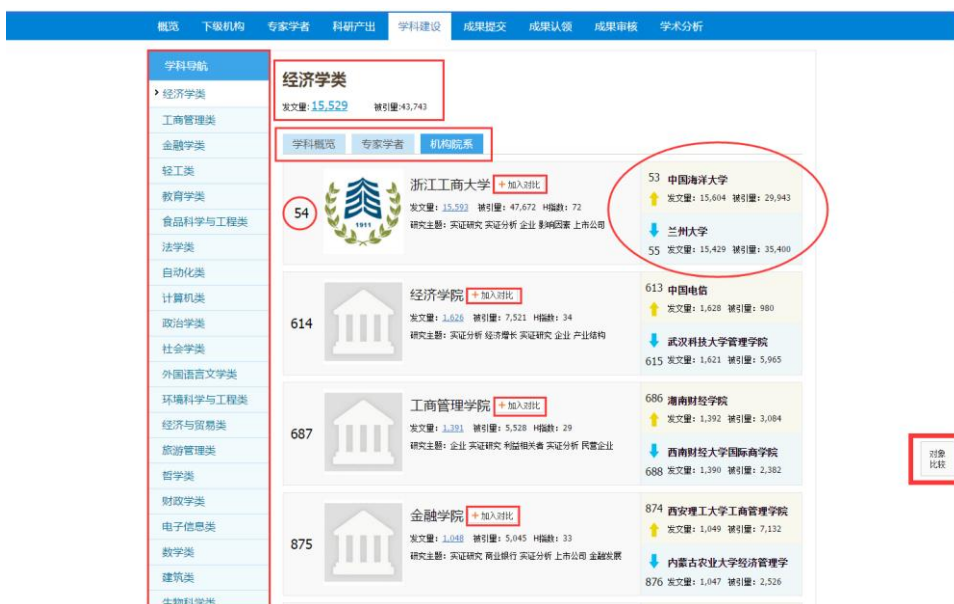 概览 下级机构 专家学者 科研产出 学科建设 成果提交 成果认领 成果审核 学术分析
学科导航
经济学类
工商管理类
金融学类
轻工类
教育学类
食品科学与工程类
法学类
自动化类
计算机类
政治学类
社会学类
外国语言文学类
环境科学与工程类
经济与贸易类
旅游管理类
哲学类
财政学类
电子信息类
数学类
建筑类
生物科学类
经济学类
发文量:15,529 被引量:43,743
学科概览 专家学者 机构院系
54
1911
浙江工商大学 +加入对比
发文量: 15,593 被引量: 47,672 H指数: 72
研究主题: 实证研究 实证分析 企业 影响因素 上市公司
53 中国海洋大学
发文量: 15,604 被引量: 29,943
兰州大学
55 发文量: 15,429 被引量: 35,400
614
经济学院 +加入对比
发文量: 1,626 被引量: 7,521 H指数: 34
研究主题: 实证分析 经济增长 实证研究 企业 产业结构
613 中国电信
发文量: 1,628 被引量: 980
武汉科技大学管理学院
615 发文量: 1,621 被引量: 5,965
687
工商管理学院 +加入对比
发文量: 1,391 被引量: 5,528 H指数: 29
研究主题: 企业 实证研究 利益相关者 实证分析 民营企业
686 海南财经学院
发文量: 1,392 被引量: 3,084
西南财经大学国际商学院
688 发文量: 1,390 被引量: 2,382
875
金融学院 +加入对比
发文量: 1,048 被引量: 5,045 H指数: 33
研究主题: 实证研究 商业银行 实证分析 上市公司 金融发展
874 西安理工大学工商管理学院
发文量: 1,049 被引量: 7,132
内蒙古农业大学经济管理学
876 发文量: 1,047 被引量: 2,526
对象
比较